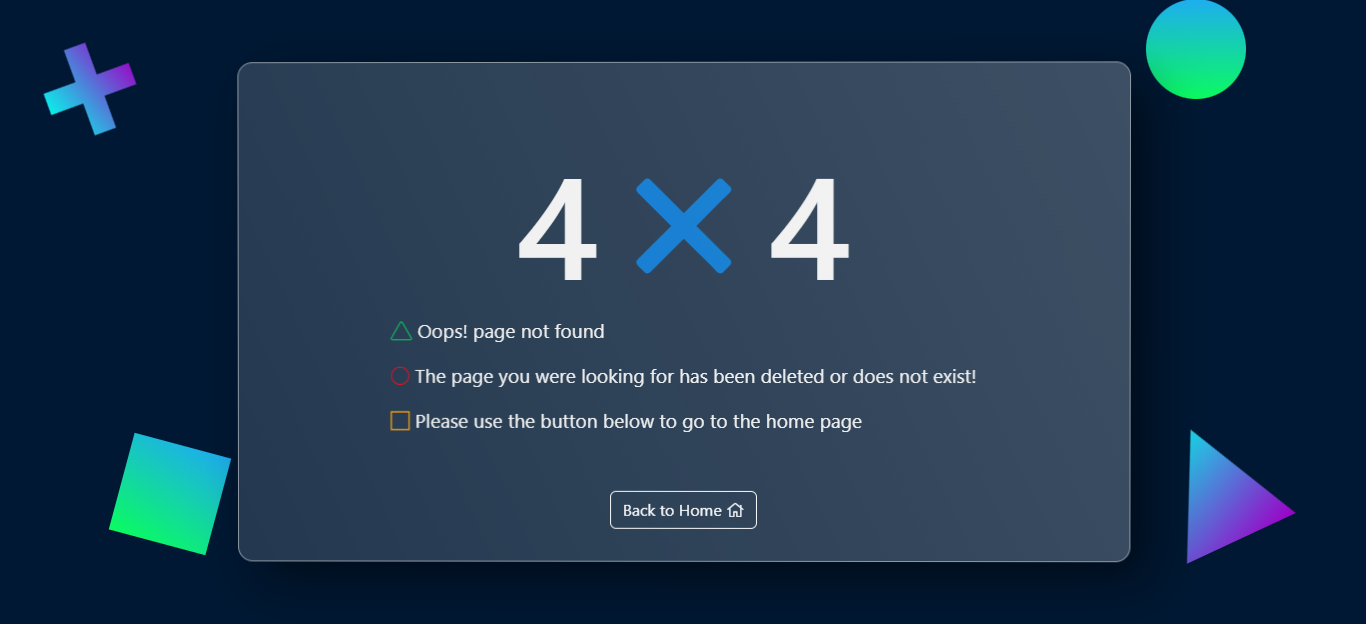 4 × 4
Oops! page not found
The page you were looking for has been deleted or does not exist!
Please use the button below to go to the home page
Back to Home